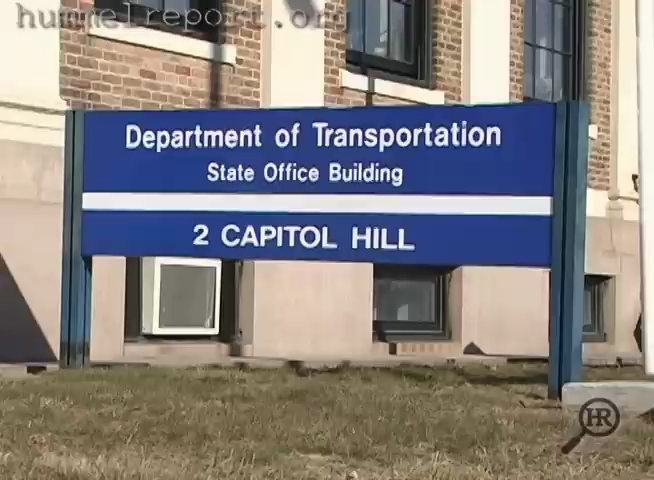 hummelreport.org
Department of Transportation
State Office Building
2 CAPITOL HILL
HR